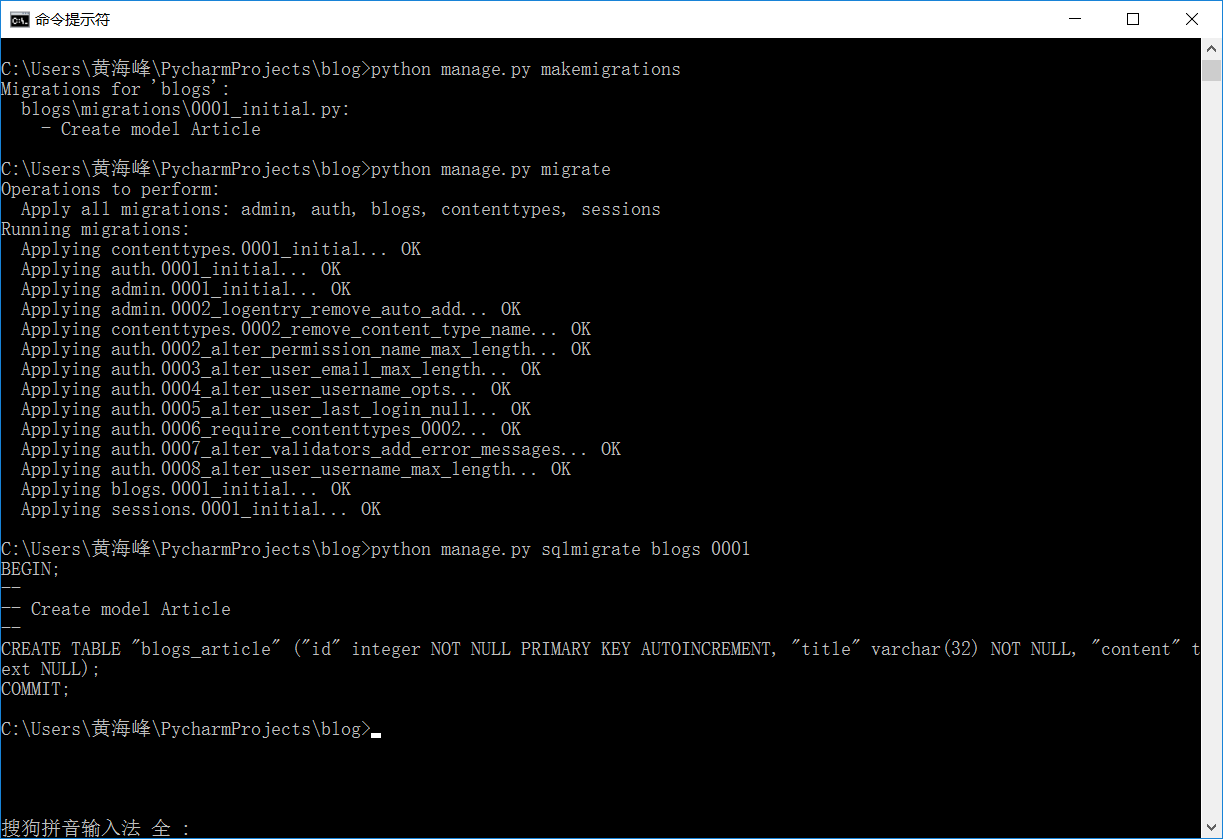 命令提示符
C:\Users\黄海峰\PycharmProjects\blog>python manage.py makemigrations
Migrations for 'blogs':
  blogs\migrations\0001_initial.py:
    - Create model Article
C:\Users\黄海峰\PycharmProjects\blog>python manage.py migrate
Operations to perform:
  Apply all migrations: admin, auth, blogs, contenttypes, sessions
Running migrations:
  Applying contenttypes.0001_initial... OK
  Applying auth.0001_initial... OK
  Applying admin.0001_initial... OK
  Applying admin.0002_logentry_remove_auto_add... OK
  Applying contenttypes.0002_remove_content_type_name... OK
  Applying auth.0002_alter_permission_name_max_length... OK
  Applying auth.0003_alter_user_email_max_length... OK
  Applying auth.0004_alter_user_username_opts... OK
  Applying auth.0005_alter_user_last_login_null... OK
  Applying auth.0006_require_contenttypes_0002... OK
  Applying auth.0007_alter_validators_add_error_messages... OK
  Applying auth.0008_alter_user_username_max_length... OK
  Applying blogs.0001_initial... OK
  Applying sessions.0001_initial... OK
C:\Users\黄海峰\PycharmProjects\blog>python manage.py sqlmigrate blogs 0001
BEGIN;
--
-- Create model Article
--
CREATE TABLE "blogs_article" ("id" integer NOT NULL PRIMARY KEY AUTOINCREMENT, "title" varchar(32) NOT NULL, "content" t
ext NULL);
COMMIT;
C:\Users\黄海峰\PycharmProjects\blog>
搜狗拼音输入法 全 :